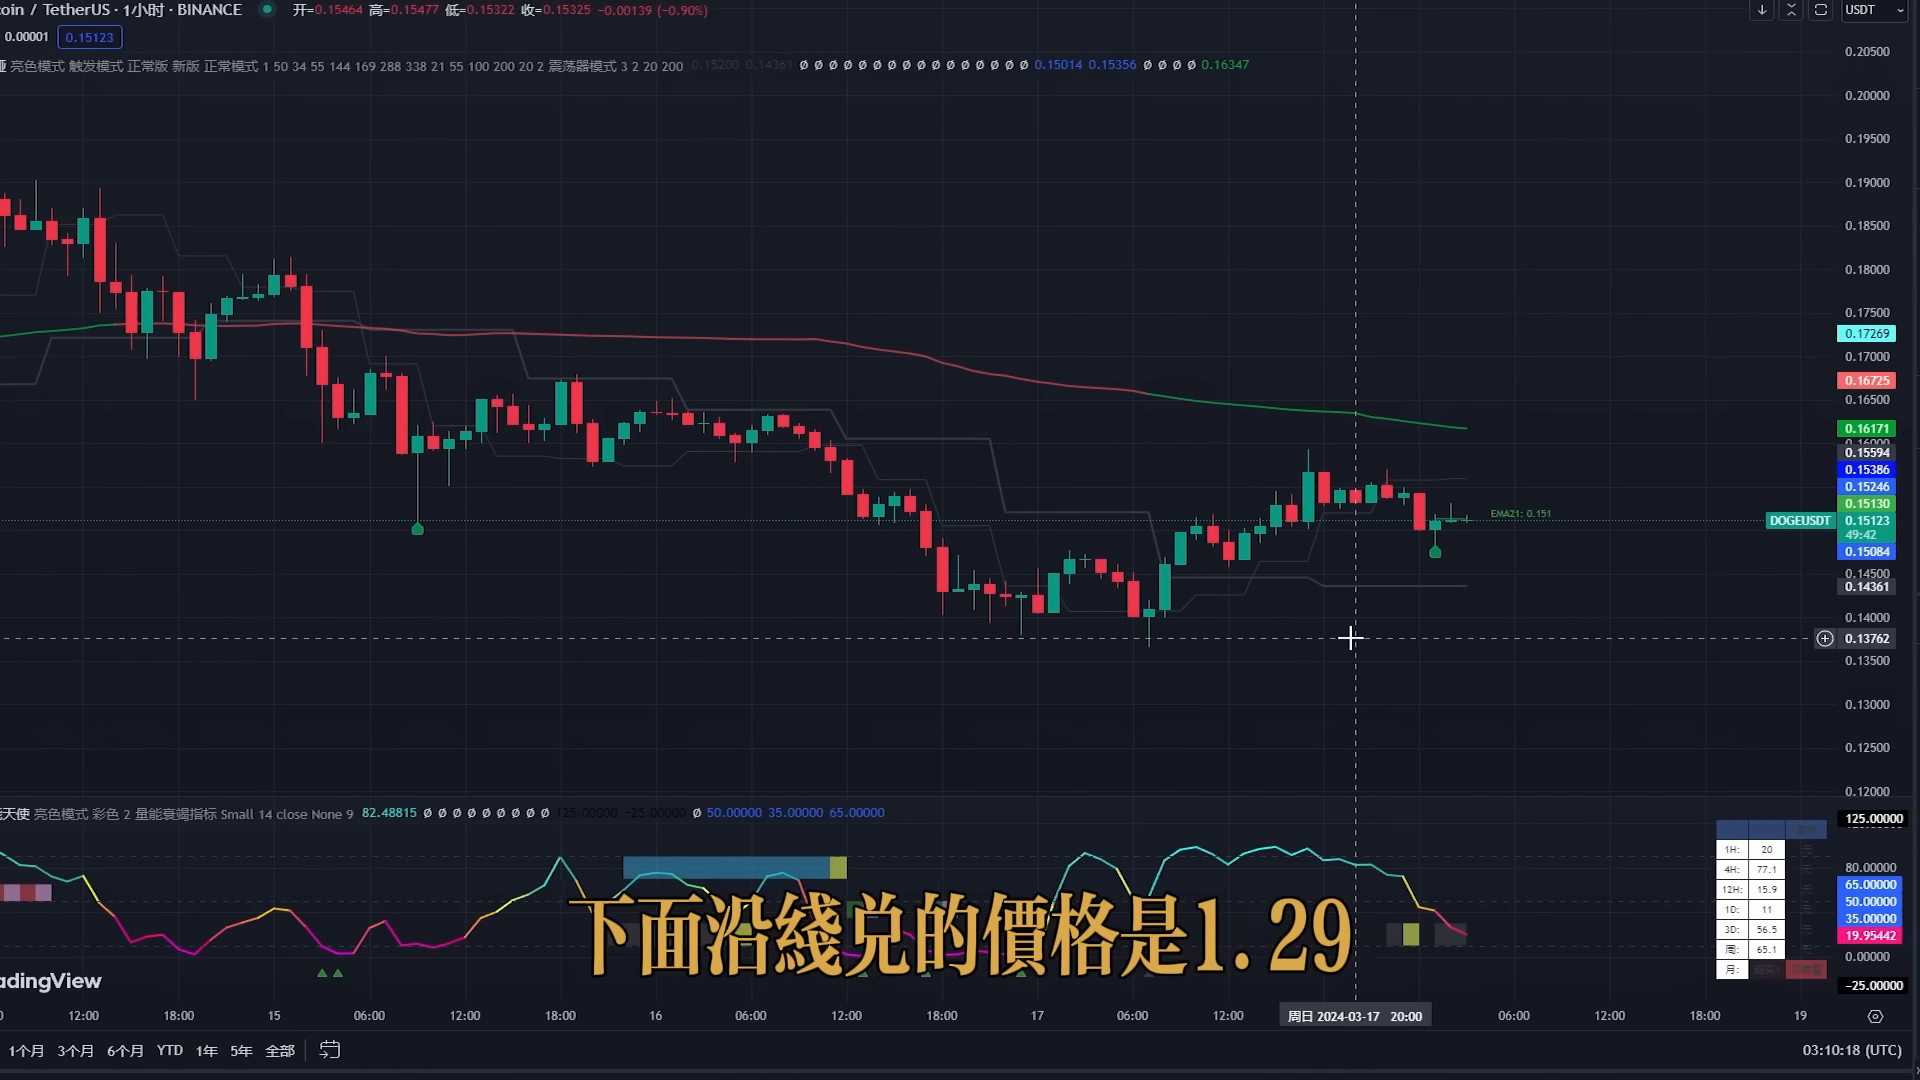 coin / TetherUS · 1小时 · BINANCE 开=0.15464 高=0.15477 低=0.15322 收=0.15325 −0.00139 (−0.90%)
USDT
0.00001 0.15123
亮色模式 触发模式 正常版 新版 正常模式 1 50 34 55 144 169 288 338 21 55 100 200 20 2 震荡器模式 3 2 20 200 0.15200 0.14361 Ø Ø Ø Ø Ø Ø Ø Ø Ø Ø Ø Ø Ø Ø Ø Ø 0.15014 0.15356 Ø Ø Ø Ø 0.16347
0.20500
0.20000
0.19500
0.19000
0.18500
0.18000
0.17500
0.17269
0.17000
0.16725
0.16500
0.16171
0.16000
0.15594
0.15386
0.15246
0.15130
EMA21: 0.151
DOGEUSDT 0.15123
49:42
0.15084
0.14500
0.14361
0.14000
0.13762
0.13500
0.13000
0.12500
0.12000
天使 亮色模式 彩色 2 量能衰竭指标 Small 14 close None 9 82.48815 Ø Ø Ø Ø Ø Ø Ø Ø Ø 125.00000 −25.00000 Ø 50.00000 35.00000 65.00000
125.00000
1H: 20
4H: 77.1
12H: 15.9
1D: 11
3D: 56.5
周: 65.1
月:
80.00000
65.00000
50.00000
35.00000
19.95442
0.00000
−25.00000
下面沿綫兑的價格是1.29
adingView
12:00 18:00 15 06:00 12:00 18:00 16 06:00 12:00 18:00 17 06:00 12:00 周日 2024-03-17 20:00 06:00 12:00 18:00 19
1个月 3个月 6个月 YTD 1年 5年 全部
03:10:18 (UTC)